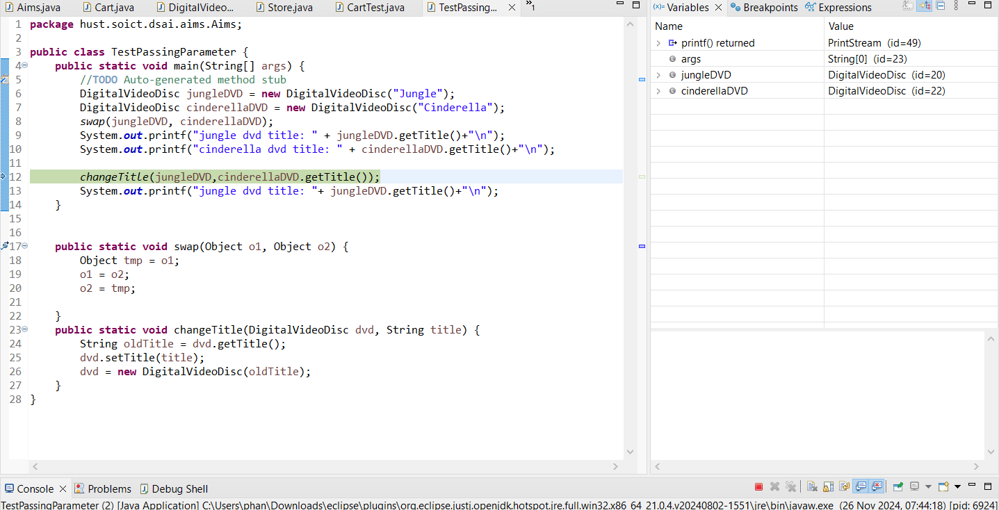 Aims.java Cart.java DigitalVideo... Store.java CartTest.java TestPassing... »1
1 package hust.soict.dsai.aims.Aims;
2
3 public class TestPassingParameter {
4 public static void main(String[] args) {
5 //TODO Auto-generated method stub
6 DigitalVideoDisc jungleDVD = new DigitalVideoDisc("Jungle");
7 DigitalVideoDisc cinderellaDVD = new DigitalVideoDisc("Cinderella");
8 swap(jungleDVD, cinderellaDVD);
9 System.out.printf("jungle dvd title: " + jungleDVD.getTitle()+"\n");
10 System.out.printf("cinderella dvd title: " + cinderellaDVD.getTitle()+"\n");
11
12 changeTitle(jungleDVD,cinderellaDVD.getTitle());
13 System.out.printf("jungle dvd title: "+ jungleDVD.getTitle()+"\n");
14 }
15
16
17 public static void swap(Object o1, Object o2) {
18 Object tmp = o1;
19 o1 = o2;
20 o2 = tmp;
21
22 }
23 public static void changeTitle(DigitalVideoDisc dvd, String title) {
24 String oldTitle = dvd.getTitle();
25 dvd.setTitle(title);
26 dvd = new DigitalVideoDisc(oldTitle);
27 }
28 }
(x)= Variables Breakpoints Expressions
Name Value
printf() returned PrintStream (id=49)
args String[0] (id=23)
jungleDVD DigitalVideoDisc (id=20)
cinderellaDVD DigitalVideoDisc (id=22)
Console Problems Debug Shell
TestPassingParameter (2) [Java Application] C:\Users\phan\Downloads\eclipse\plugins\org.eclipse.justj.openjdk.hotspot.jre.full.win32.x86_64_21.0.4.v20240802-1551\jre\bin\javaw.exe (26 Nov 2024, 07:44:18) [pid: 6924]